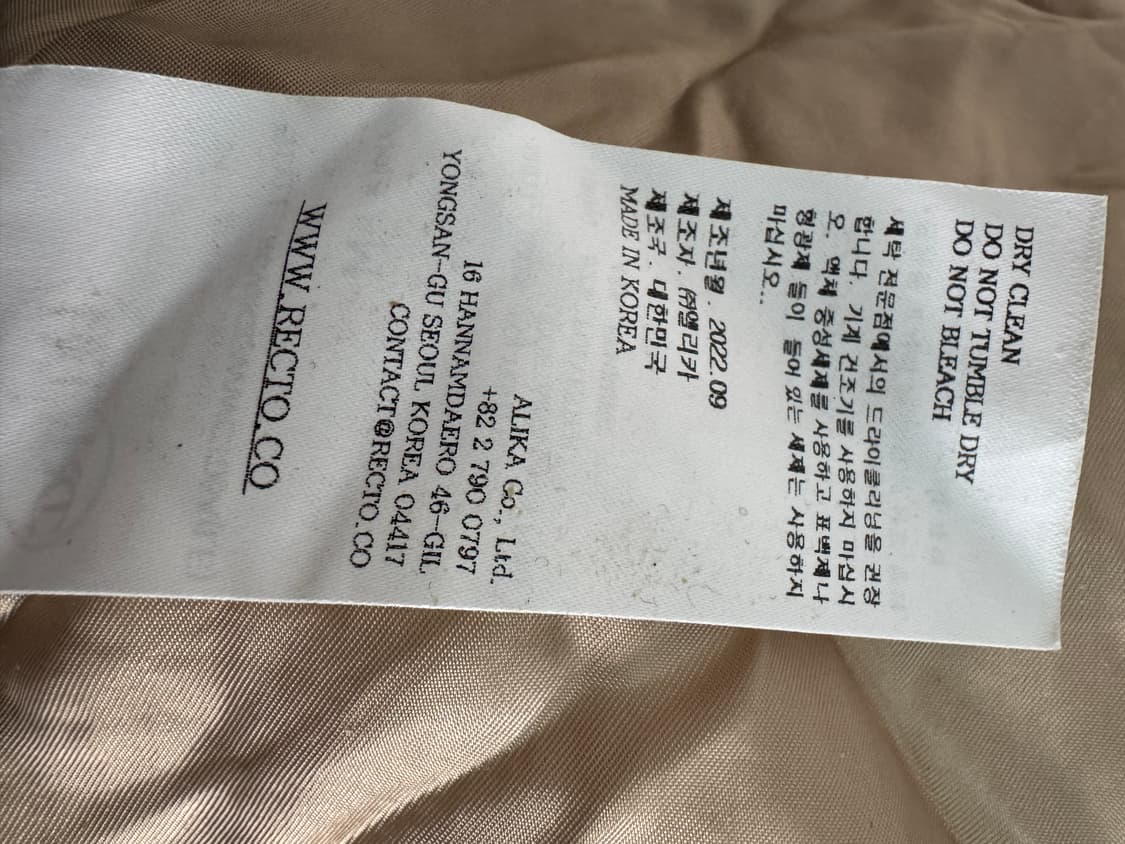 DRY CLEAN
DO NOT TUMBLE DRY
DO NOT BLEACH
세탁 전문점에서의 드라이클리닝을 권장
합니다. 기계 건조기를 사용하지 마십시
오. 액체 중성세제를 사용하고 표백제나
형광제 들이 들어 있는 세제는 사용하지
마십시오..
제조년월. 2022.09
제조자. ㈜앨리카
제조국. 대한민국
MADE IN KOREA
ALIKA Co., Ltd.
+82 2 790 0797
16 HANNAMDAERO 46-GIL
YONGSAN-GU SEOUL KOREA 04417
CONTACT@RECTO.CO
WWW.RECTO.CO